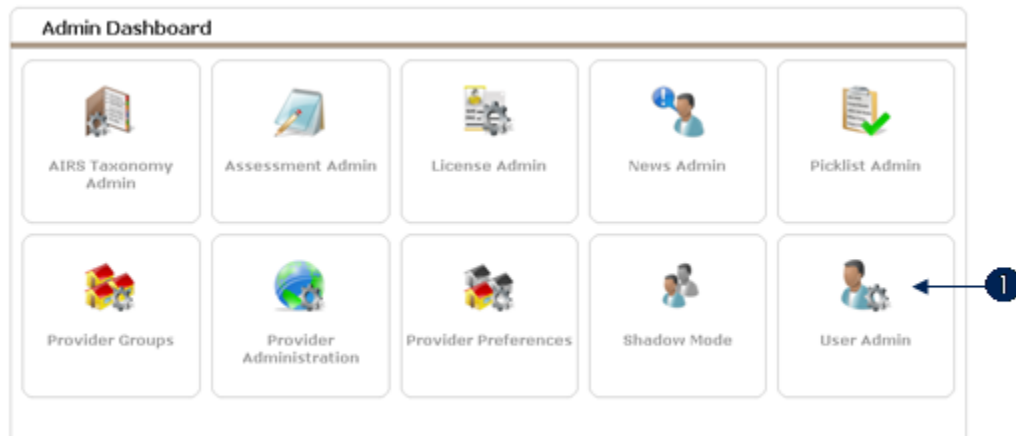 Admin Dashboard
AIRS Taxonomy
Admin
Assessment Admin
License Admin
News Admin
Picklist Admin
Provider Groups
Provider
Administration
Provider Preferences
Shadow Mode
User Admin
1